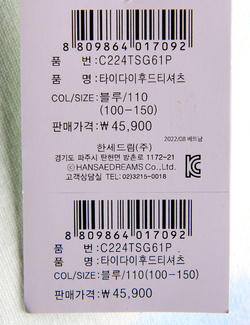 8 809864 017092
품 번:C224TSG61P
품 명:타이다이후드티셔츠
COL/SIZE:블루/110
(100-150)
판매가격:₩ 45,900
2022/08 베트남
한세드림(주)
경기도 파주시 탄현면 방촌로 1172-21
ⓒ HANSAEDREAMS Co.,Ltd.
고객상담실 TEL: 02)3215-0018
8 809864 017092
품 번:C224TSG61P
품 명:타이다이후드티셔츠
COL/SIZE:블루/110(100-150)
판매가격:₩ 45,900